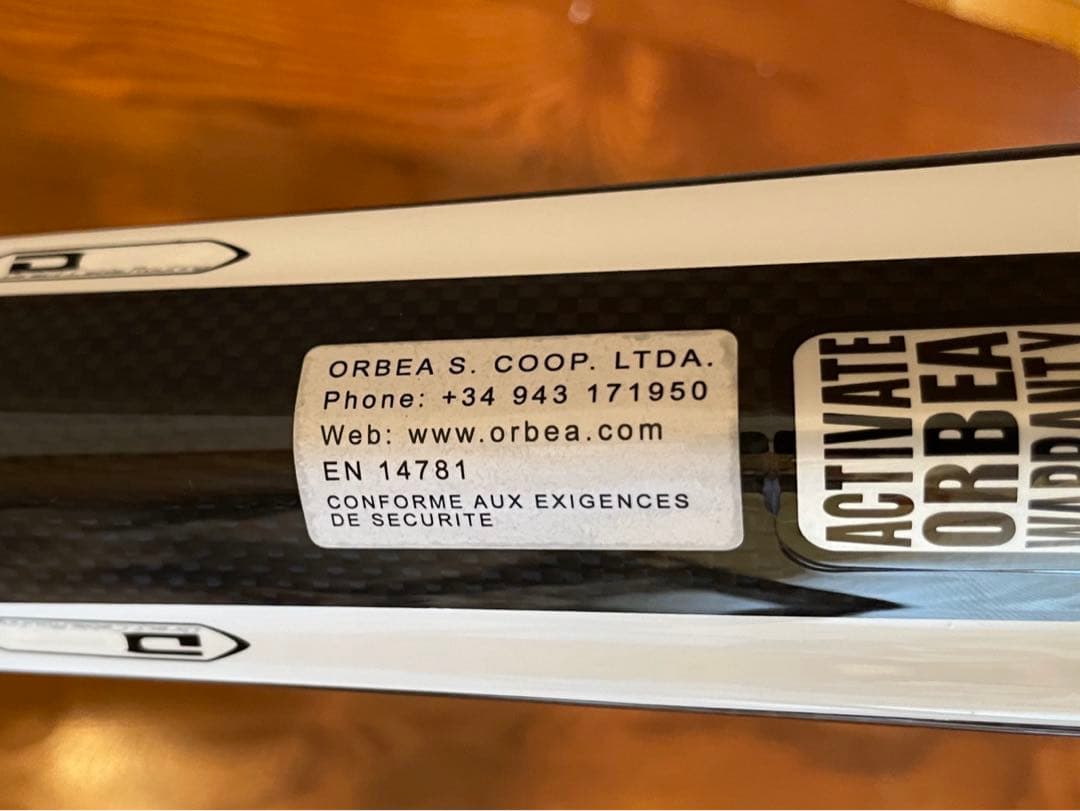 ORBEA S. COOP. LTDA.
Phone: +34 943 171950
Web: www.orbea.com
EN 14781
CONFORME AUX EXIGENCES
DE SECURITE
ACTIVATE
ORBEA
WARRANTY